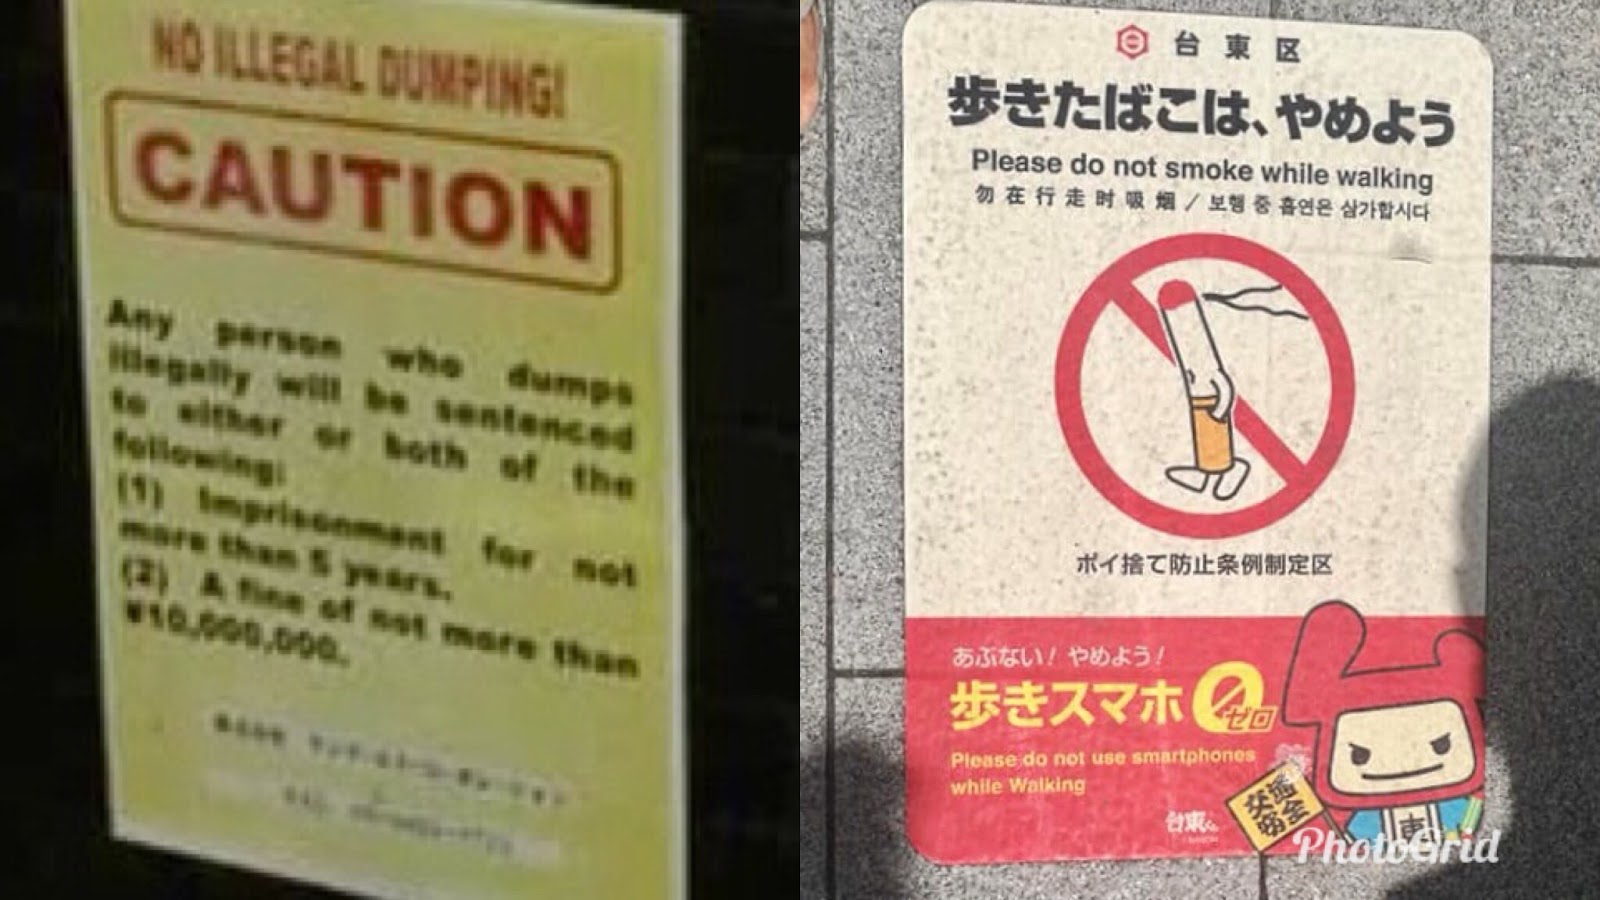 NO ILLEGAL DUMPING!
CAUTION
Any person who dumps
illegally will be sentenced
to either or both of the
following;
(1) Imprisonment for not
more than 5 years.
(2) A fine of not more than
¥10,000,000.
台東区
歩きたばこは、やめよう
Please do not smoke while walking
勿在行走时吸烟 / 보행 중 흡연은 삼가합시다
ポイ捨て防止条例制定区
あぶない！やめよう！
歩きスマホ0ゼロ
Please do not use smartphones
while Walking
台東くん
交通安全
東
PhotoGrid